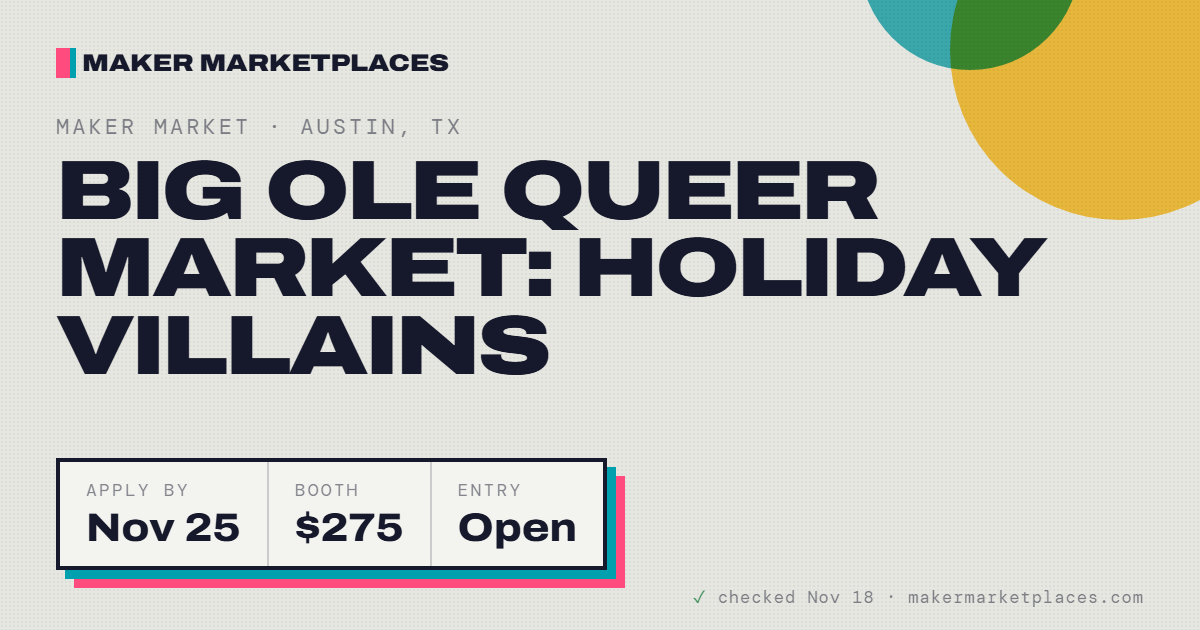 MAKER MARKETPLACES
MAKER MARKET · AUSTIN, TX
BIG OLE QUEER
MARKET: HOLIDAY
VILLAINS
APPLY BY
Nov 25
BOOTH
$275
ENTRY
Open
✓ checked Nov 18 · makermarketplaces.com